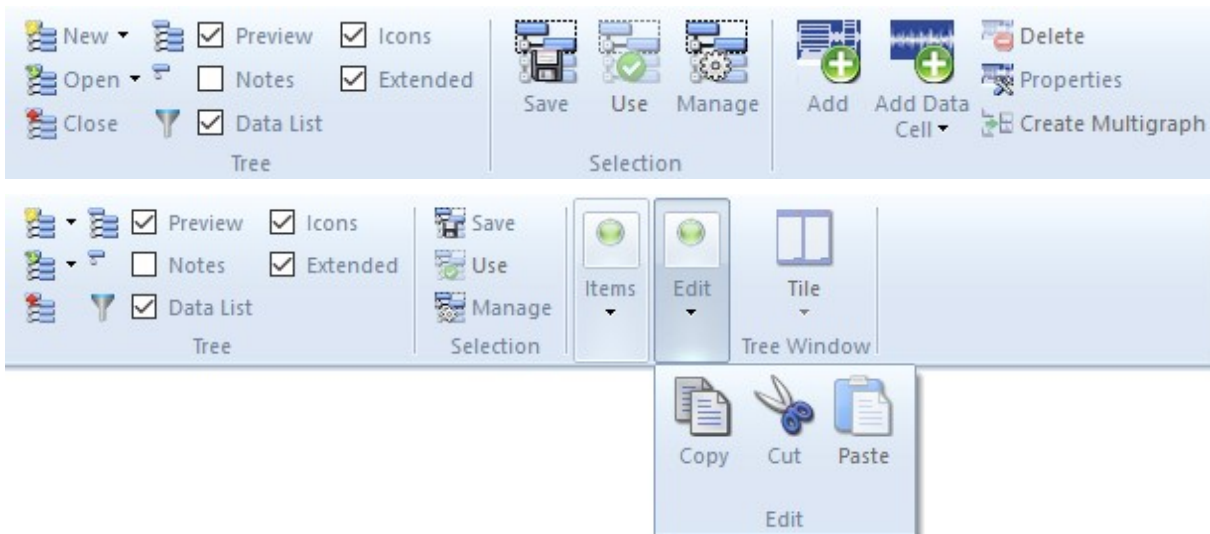 New Preview Icons Save Use Manage Add Add Data Cell Delete
Open Notes Extended Properties
Close Data List Create Multigraph
Tree Selection
Preview Icons Save Items Edit Tile
Notes Extended Use
Data List Manage
Tree Selection Tree Window
Copy Cut Paste
Edit